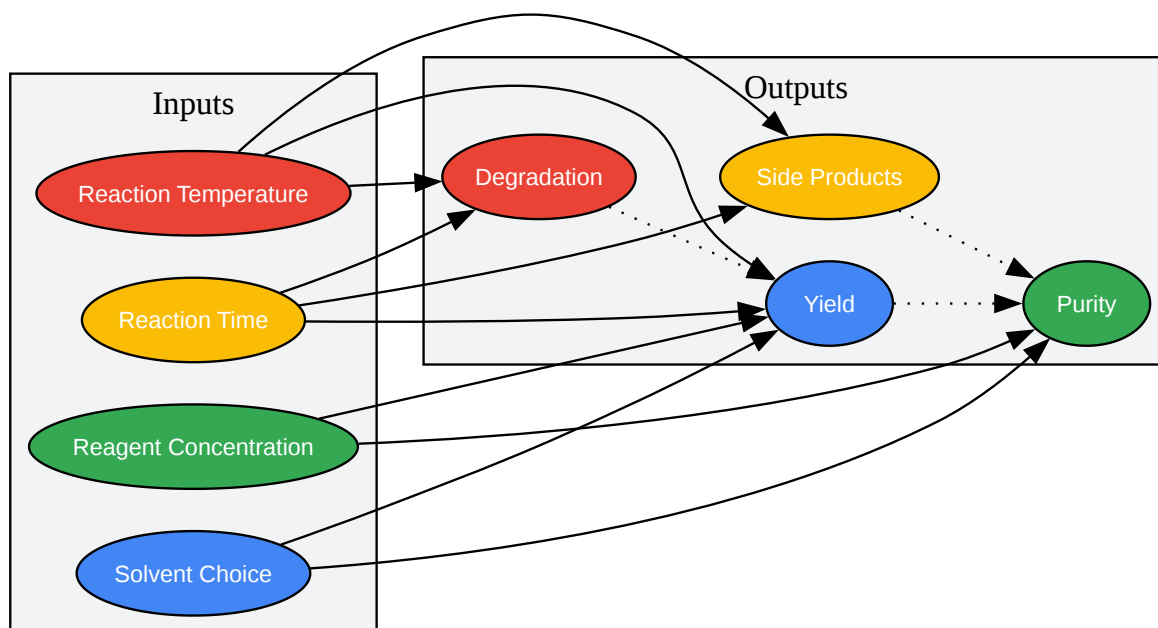 Inputs
Reaction Temperature
Reaction Time
Reagent Concentration
Solvent Choice
Outputs
Degradation
Side Products
Yield
Purity